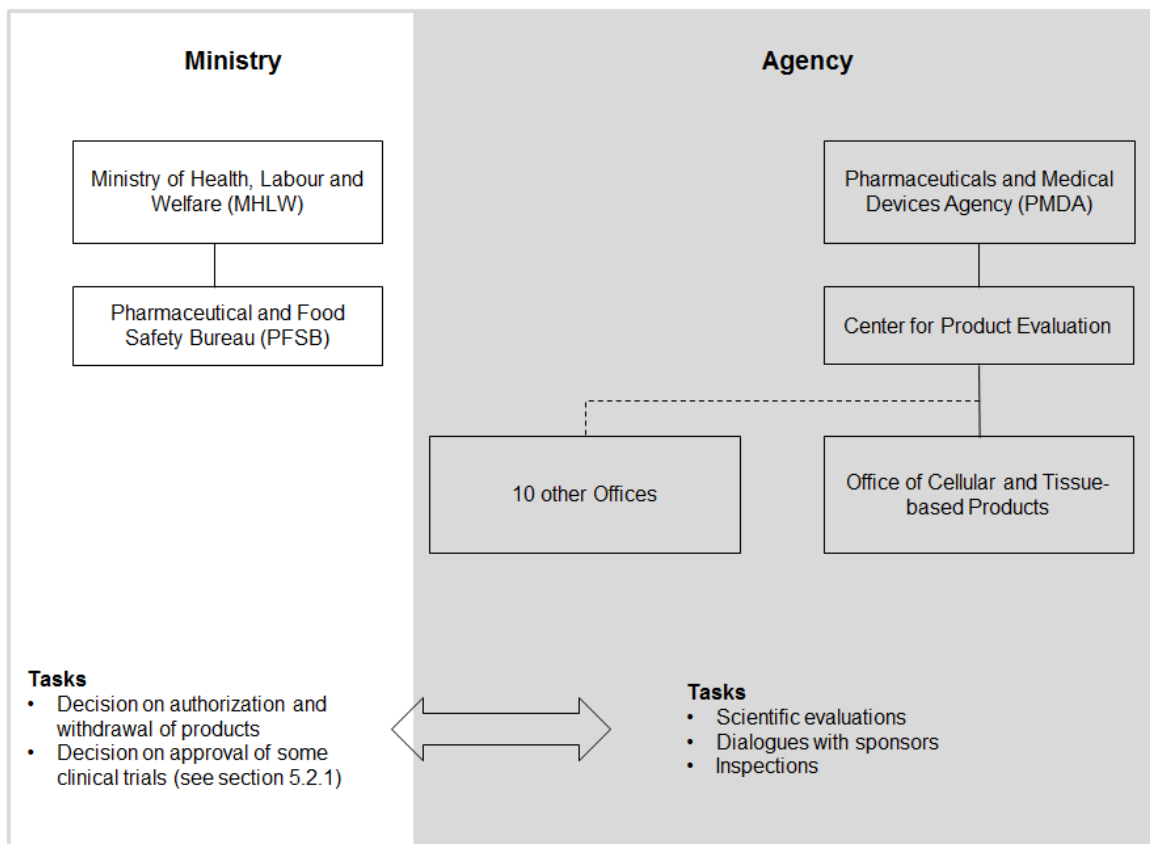 Ministry
Agency
Ministry of Health, Labour and
Welfare (MHLW)
Pharmaceuticals and Medical
Devices Agency (PMDA)
Pharmaceutical and Food
Safety Bureau (PFSB)
Center for Product Evaluation
10 other Offices
Office of Cellular and Tissue-
based Products
Tasks
• Decision on authorization and
withdrawal of products
• Decision on approval of some
clinical trials (see section 5.2.1)
Tasks
• Scientific evaluations
• Dialogues with sponsors
• Inspections